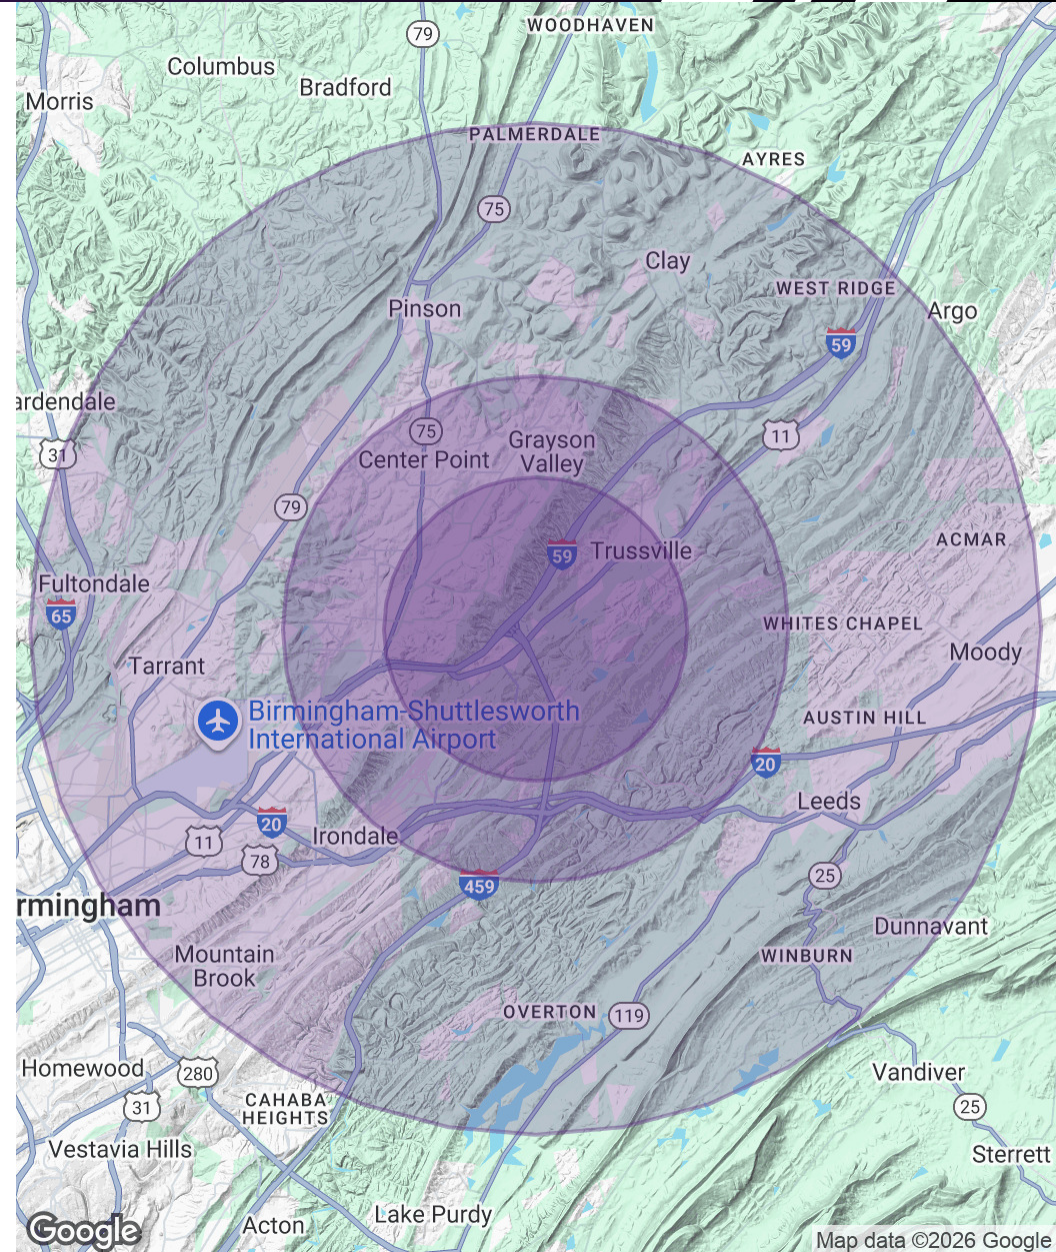 WOODHAVEN
79
Columbus
Bradford
Morris
PALMERDALE
AYRES
75
Clay
WEST RIDGE
Pinson
Argo
59
ardendale
75
11
Grayson
Valley
31
Center Point
79
ACMAR
59
Trussville
Fultondale
65
WHITES CHAPEL
Moody
Tarrant
Birmingham-Shuttlesworth
International Airport
AUSTIN HILL
20
Leeds
20
11
Irondale
78
25
459
rmingham
Dunnavant
Mountain
Brook
WINBURN
OVERTON
119
Homewood
280
Vandiver
CAHABA
HEIGHTS
31
25
Vestavia Hills
Sterrett
Lake Purdy
Acton
Google
Map data ©2026 Google